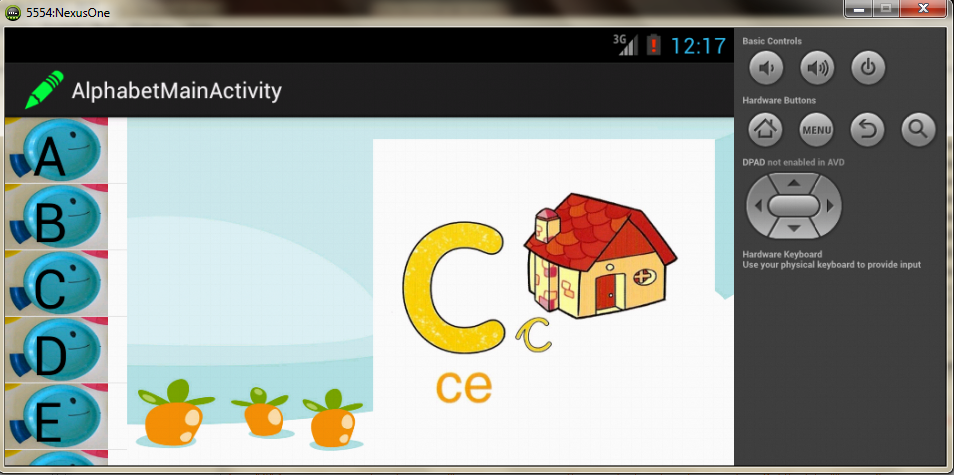 5554:NexusOne
3G 12:17
AlphabetMainActivity
A
B
C
D
E
C
c
ce
Basic Controls
Hardware Buttons
MENU
DPAD not enabled in AVD
Hardware Keyboard
Use your physical keyboard to provide input